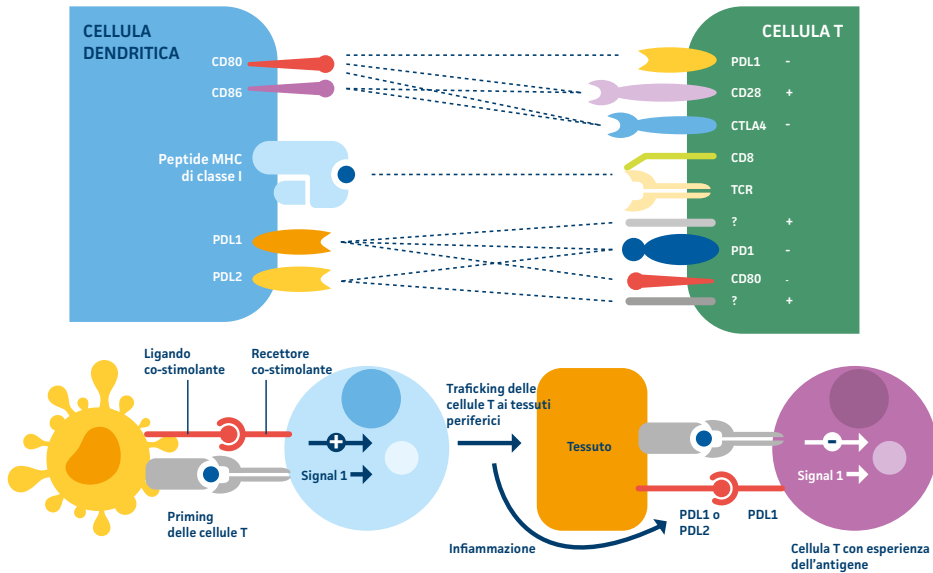 CELLULA
DENDRITICA
CD80
CD86
Peptide MHC
di classe I
PDL1
PDL2
CELLULA T
PDL1 -
CD28 +
CTLA4 -
CD8
TCR
? +
PD1 -
CD80 -
? +
Ligando
co-stimolante
Recettore
co-stimolante
+
Signal 1
Priming
delle cellule T
Traficking delle
cellule T ai tessuti
periferici
Infiammazione
Tessuto
PDL1 o
PDL2
PDL1
-
Signal 1
Cellula T con esperienza
dell'antigene